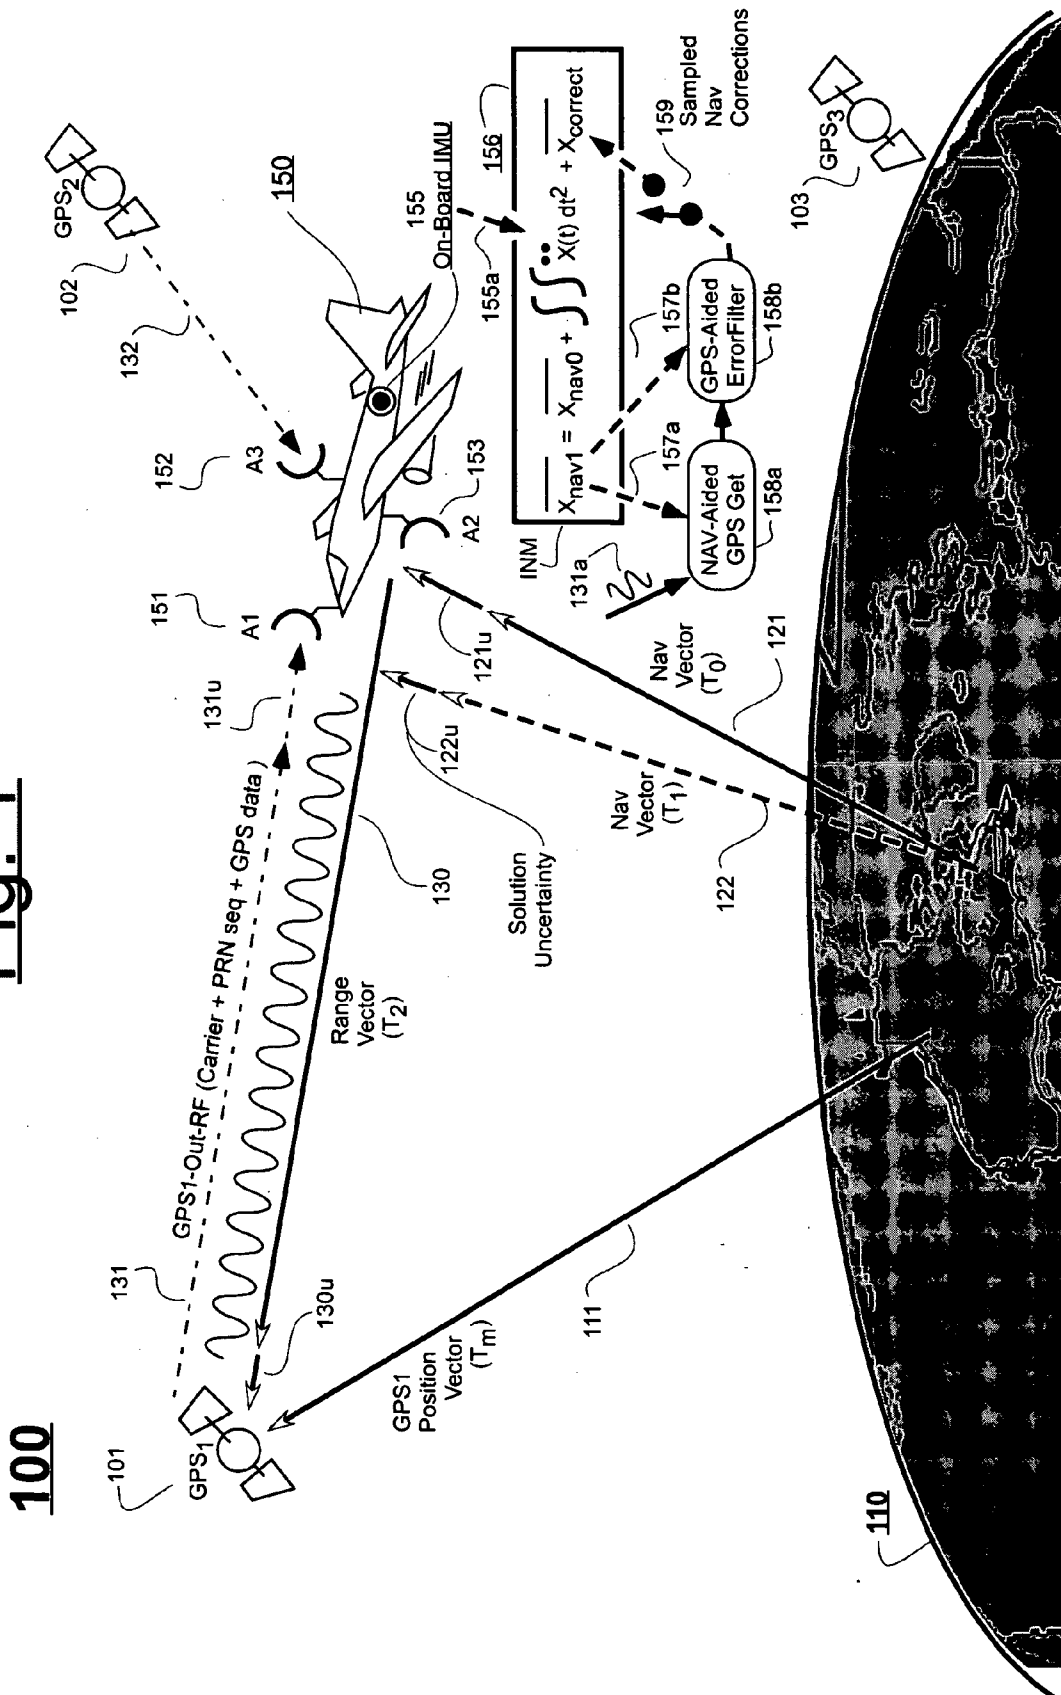 Fig. 1
100
101
GPS1
131
GPS1-Out-RF (Carrier + PRN seq + GPS data)
131u
151
A1
152
A3
132
102
GPS2
150
130u
Range
Vector
(T2)
130
Solution
Uncertainty
122u
121u
A2
153
155
On-Board IMU
155a
156
INM
Xnav1 = Xnav0 + ∫∫ Ẍ(t) dt2 + Xcorrect
131a
157a
157b
NAV-Aided
GPS Get
158a
GPS-Aided
ErrorFilter
158b
159
Sampled
Nav
Corrections
GPS1
Position
Vector
(Tm)
111
Nav
Vector
(T1)
122
Nav
Vector
(T0)
121
103
GPS3
110